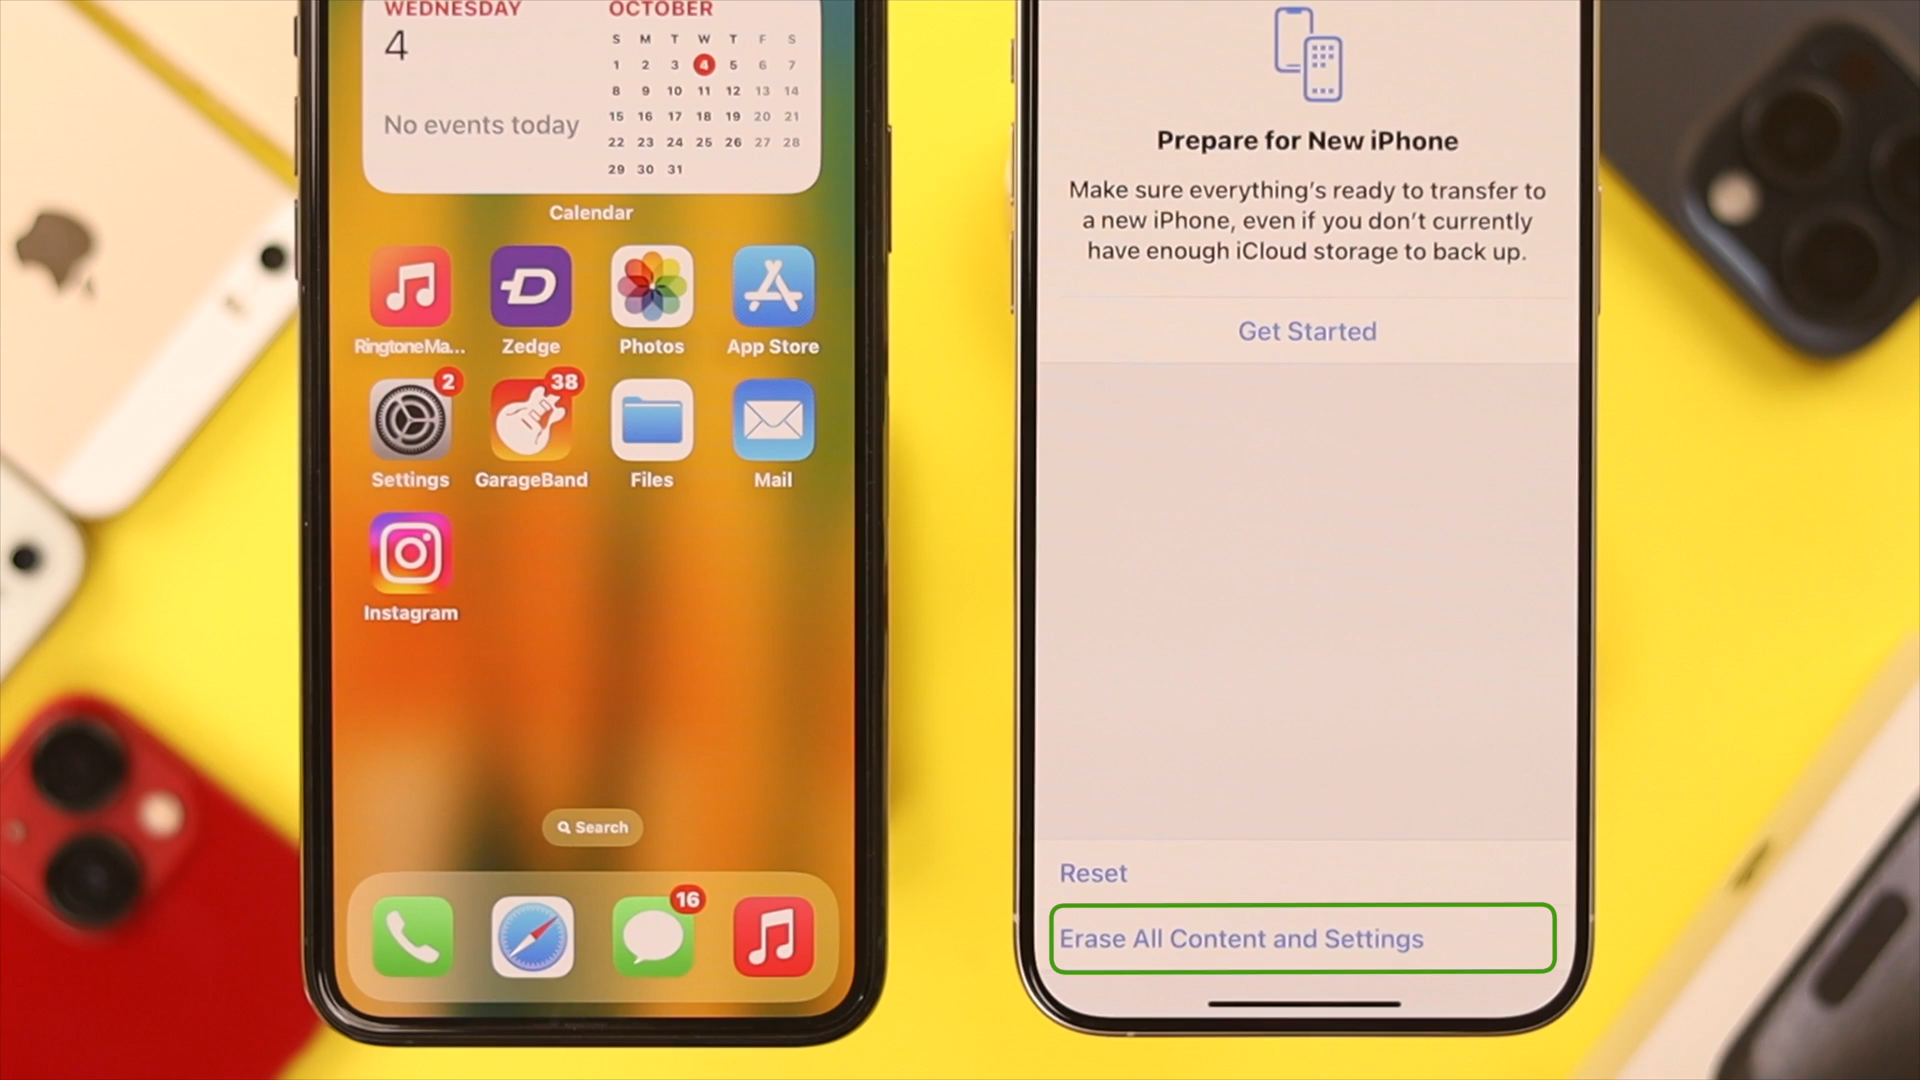 WEDNESDAY
4
No events today
OCTOBER
S M T W T F S
1 2 3 4 5 6 7
8 9 10 11 12 13 14
15 16 17 18 19 20 21
22 23 24 25 26 27 28
29 30 31
Calendar
RingtoneMa... Zedge Photos App Store
2 38
Settings GarageBand Files Mail
Instagram
Search
16
Prepare for New iPhone
Make sure everything's ready to transfer to
a new iPhone, even if you don't currently
have enough iCloud storage to back up.
Get Started
Reset
Erase All Content and Settings